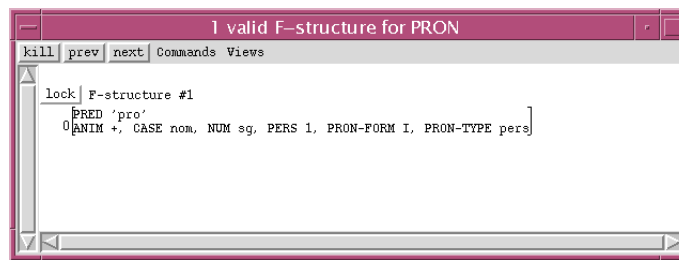 1 valid F-structure for PRON
kill prev next Commands Views
lock F-structure #1
PRED 'pro'
0 ANIM +, CASE nom, NUM sg, PERS 1, PRON-FORM I, PRON-TYPE pers